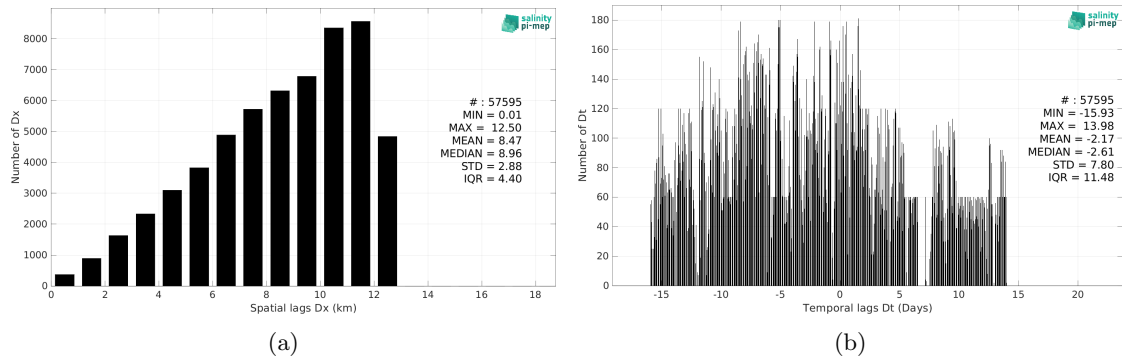 salinity
pi-mep
8000
7000
6000
5000
4000
3000
2000
1000
0
Number of Dx
# : 57595
MIN = 0.01
MAX = 12.50
MEAN = 8.47
MEDIAN = 8.96
STD = 2.88
IQR = 4.40
0 2 4 6 8 10 12 14 16 18
Spatial lags Dx (km)
(a)
salinity
pi-mep
180
160
140
120
100
80
60
40
20
0
Number of Dt
# : 57595
MIN = -15.93
MAX = 13.98
MEAN = -2.17
MEDIAN = -2.61
STD = 7.80
IQR = 11.48
-15 -10 -5 0 5 10 15 20
Temporal lags Dt (Days)
(b)